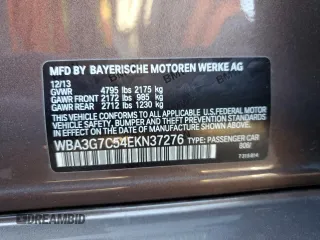 MFD BY BAYERISCHE MOTOREN WERKE AG
12/13
GVWR 4795 lbs 2175 kg
GAWR FRONT 2172 lbs 985 kg
GAWR REAR 2712 lbs 1230 kg
THIS VEHICLE CONFORMS TO ALL APPLICABLE FEDERAL
MOTOR VEHICLE SAFETY, BUMPER AND THEFT PREVENTION
STANDARDS IN EFFECT ON THE DATE OF MANUFACTURE
SHOWN ABOVE.
WBA3G7C54EKN37276 TYPE: PASSENGER CAR
BIDAMBID